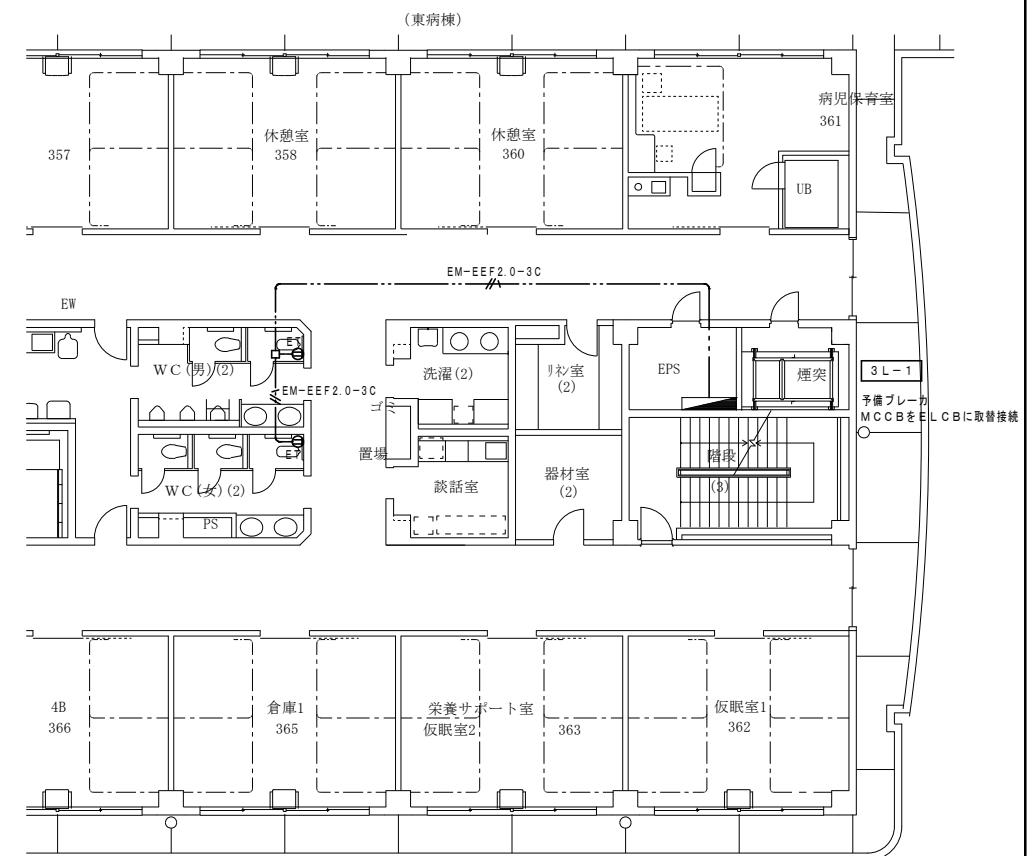 (東病棟)
病児保育室
361
休憩室
358
休憩室
360
357
UB
EM-EEF2.0-3C
EW
ET
WC(男)(2)
洗濯(2)
リネン室
(2)
EPS
煙突
3L-1
予備ブレーカ
MCCBをELCBに取替接続
EM-EEF2.0-3C
ゴミ
置場
ET
階段
(3)
談話室
器材室
(2)
WC(女)(2)
PS
4B
366
倉庫1
365
栄養サポート室
仮眠室2
363
仮眠室1
362